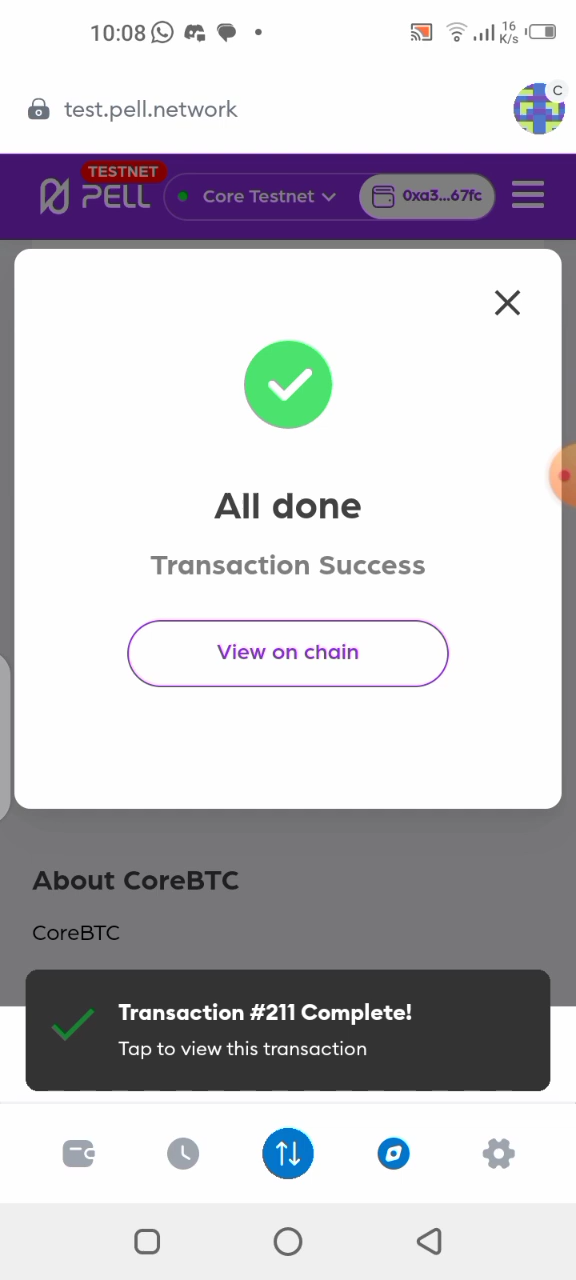 10:08
16
K/s
test.pell.network
C
TESTNET
PELL
Core Testnet
0xa3...67fc
All done
Transaction Success
View on chain
About CoreBTC
CoreBTC
Transaction #211 Complete!
Tap to view this transaction